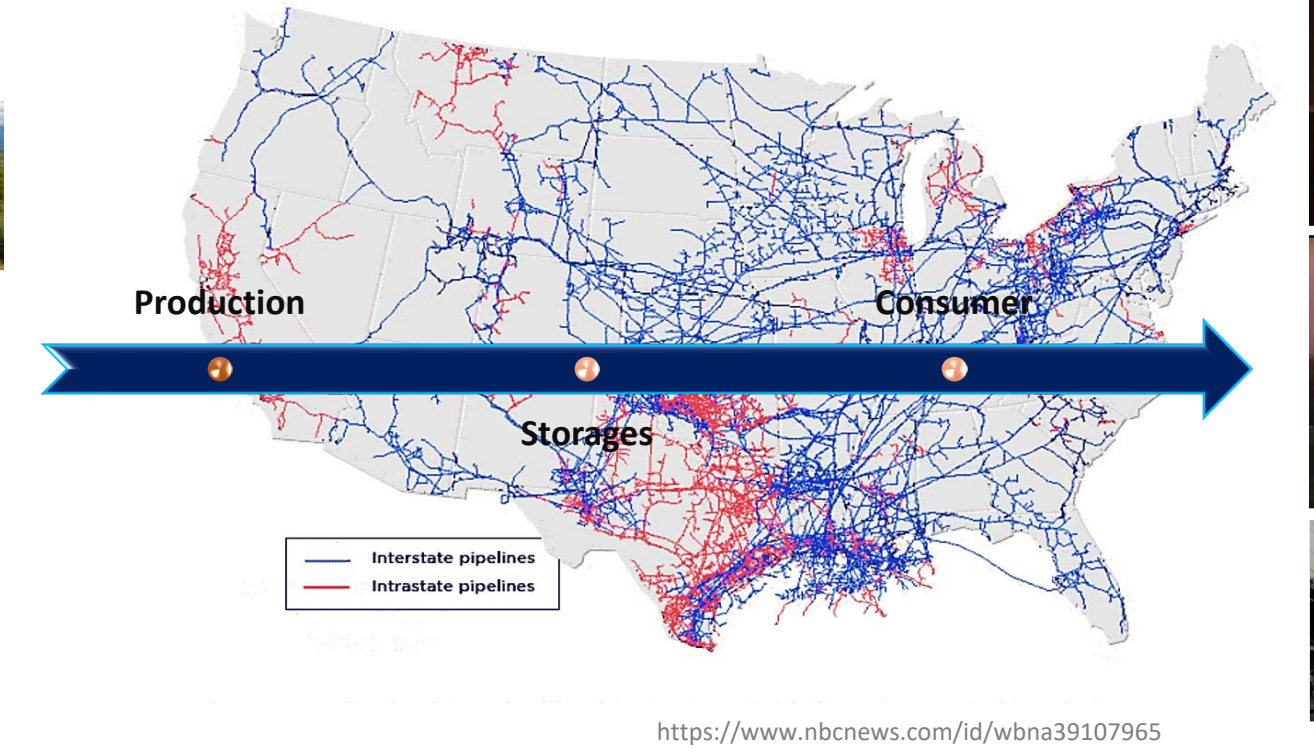 Production
Consumer
Storages
Interstate pipelines
Intrastate pipelines
https://www.nbcnews.com/id/wbna39107965